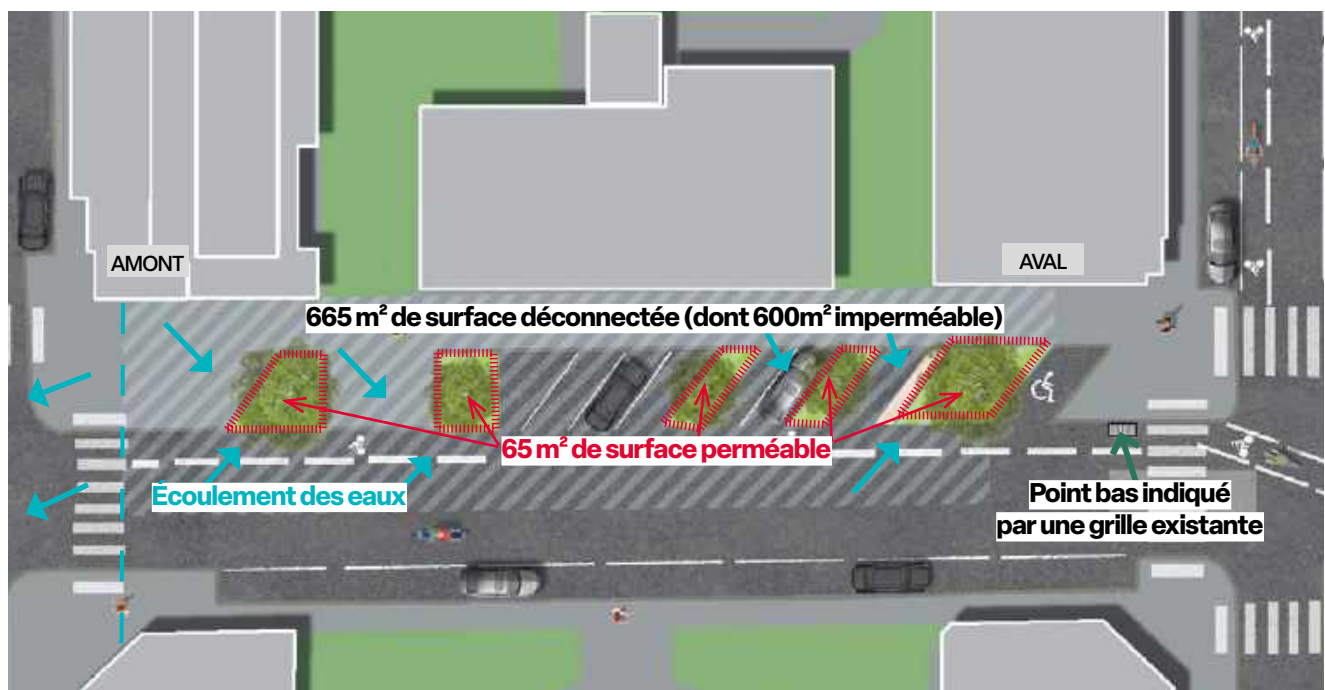 AMONT
AVAL
665 m² de surface déconnectée (dont 600m² imperméable)
65 m² de surface perméable
Écoulement des eaux
Point bas indiqué
par une grille existante